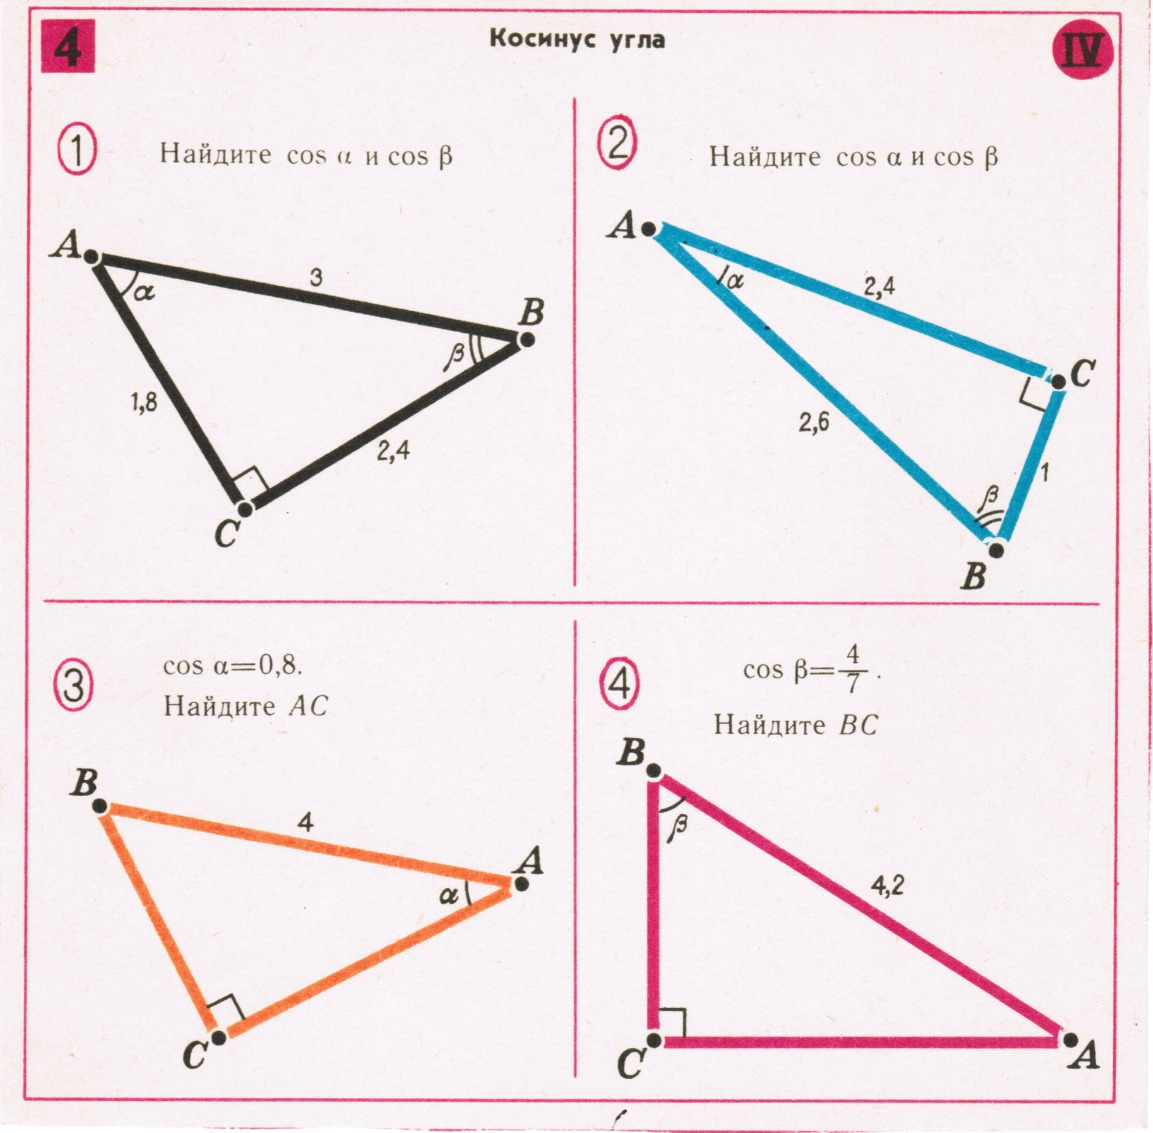 4
Косинус угла
IV
1
Найдите cos α и cos β
A
α
3
B
β
1,8
2,4
C
2
Найдите cos α и cos β
A
α
2,4
C
2,6
1
β
B
3
cos α=0,8.
Найдите AC
B
4
A
α
C
4
cos β=4/7.
Найдите BC
B
β
4,2
C
A